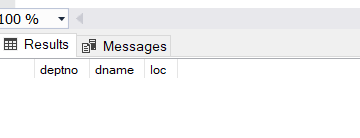 100 %
Results Messages
deptno dname loc